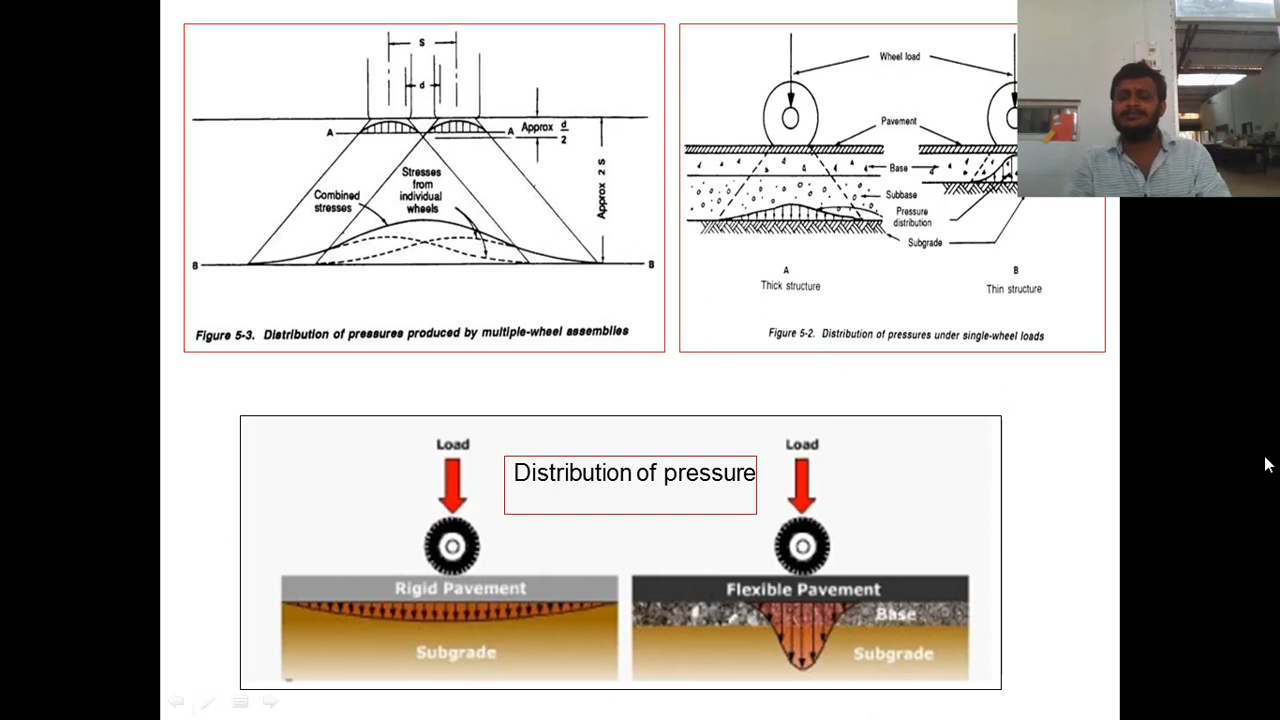 S
d
A
A
Approx d/2
Stresses
from
individual
wheels
Combined
stresses
Approx 2 S
B
B
Figure 5-3. Distribution of pressures produced by multiple-wheel assemblies
Wheel load
Pavement
Base
Subbase
Pressure
distribution
Subgrade
A
Thick structure
B
Thin structure
Figure 5-2. Distribution of pressures under single-wheel loads
Load
Distribution of pressure
Load
Rigid Pavement
Subgrade
Flexible Pavement
Base
Subgrade